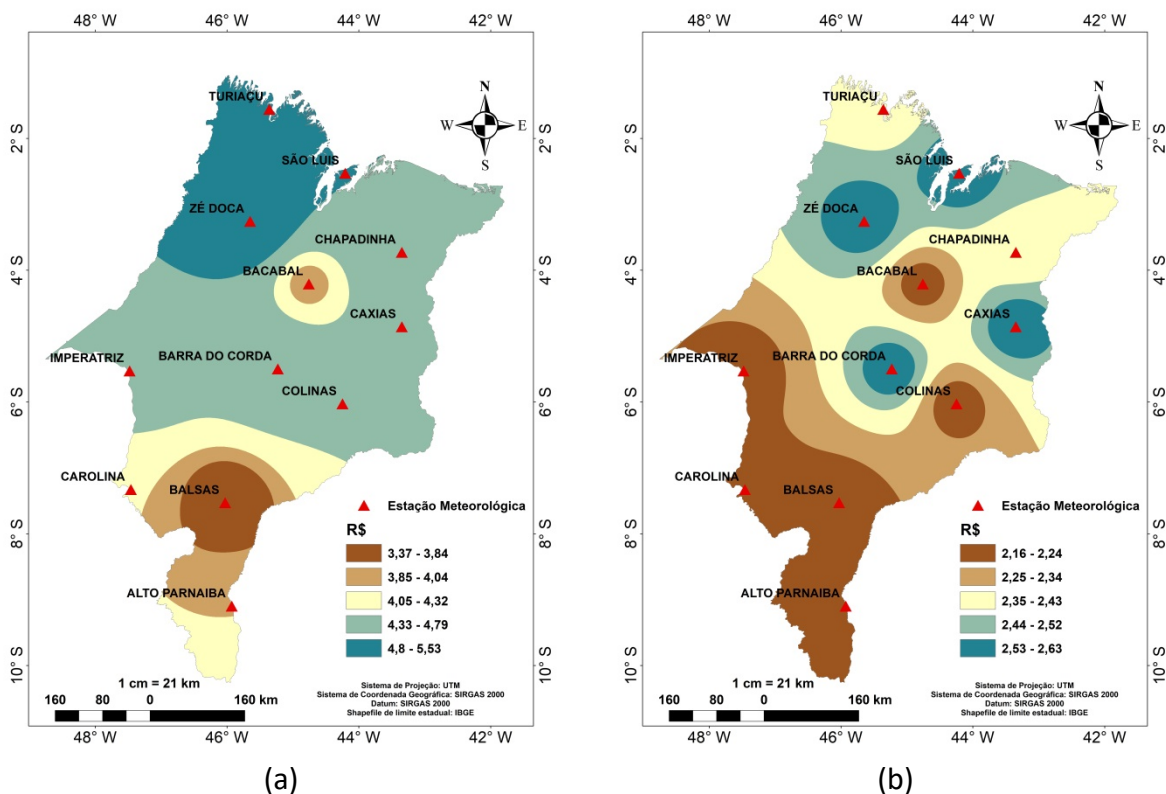 48° W 46° W 44° W 42° W
N
W E
S
TURIAÇU
SÃO LUIS
ZÉ DOCA
CHAPADINHA
BACABAL
CAXIAS
IMPERATRIZ
BARRA DO CORDA
COLINAS
CAROLINA
BALSAS
ALTO PARNAIBA
2°S
4°S
6°S
8°S
10°S
Estação Meteorológica
R$
3,37 - 3,84
3,85 - 4,04
4,05 - 4,32
4,33 - 4,79
4,8 - 5,53
1 cm = 21 km
160 80 0 160 km
Sistema de Projeção: UTM
Sistema de Coordenada Geográfica: SIRGAS 2000
Datum: SIRGAS 2000
Shapefile de limite estadual: IBGE
48° W 46° W 44° W 42° W
(a)
48° W 46° W 44° W 42° W
N
W E
S
TURIAÇU
SÃO LUIS
ZÉ DOCA
CHAPADINHA
BACABAL
CAXIAS
IMPERATRIZ
BARRA DO CORDA
COLINAS
CAROLINA
BALSAS
ALTO PARNAIBA
2°S
4°S
6°S
8°S
10°S
2°S
4°S
6°S
8°S
10°S
Estação Meteorológica
R$
2,16 - 2,24
2,25 - 2,34
2,35 - 2,43
2,44 - 2,52
2,53 - 2,63
1 cm = 21 km
160 80 0 160 km
Sistema de Projeção: UTM
Sistema de Coordenada Geográfica: SIRGAS 2000
Datum: SIRGAS 2000
Shapefile de limite estadual: IBGE
48° W 46° W 44° W 42° W
(b)